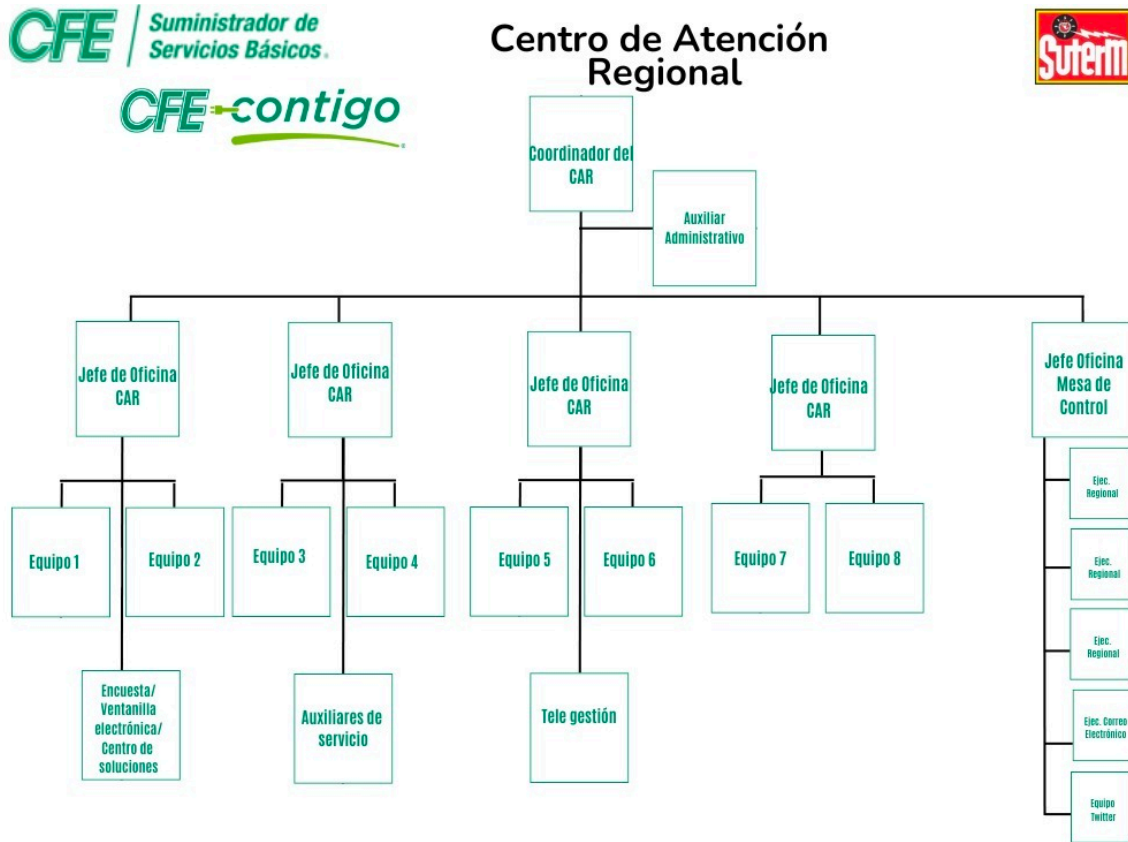 CFE
Suministrador de
Servicios Básicos®
CFE contigo
Centro de Atención
Regional
Suterm
Coordinador del
CAR
Auxiliar
Administrativo
Jefe de Oficina
CAR
Jefe de Oficina
CAR
Jefe de Oficina
CAR
Jefe de Oficina
CAR
Jefe Oficina
Mesa de
Control
Equipo 1
Equipo 2
Equipo 3
Equipo 4
Equipo 5
Equipo 6
Equipo 7
Equipo 8
Encuesta/
Ventanilla
electrónica/
Centro de
soluciones
Auxiliares de
servicio
Tele gestión
Ejec.
Regional
Ejec.
Regional
Ejec.
Regional
Ejec. Correo
Electrónico
Equipo
Twitter